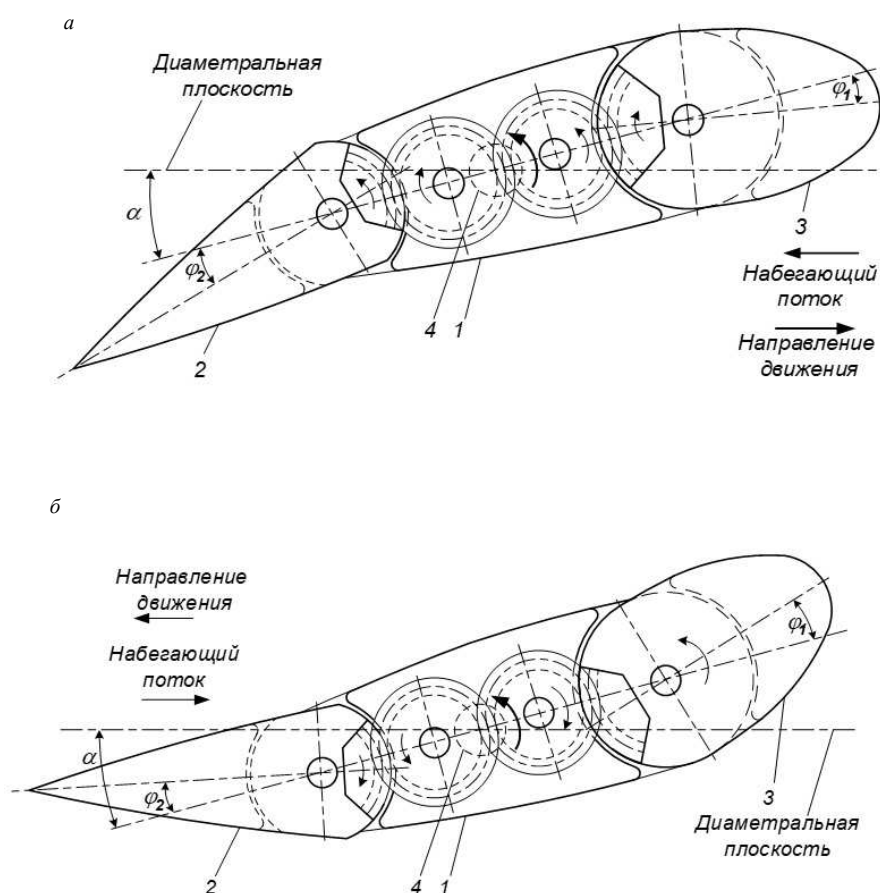 а
Диаметральная
плоскость
φ1
α
φ2
3
Набегающий
поток
4
1
2
Направление
движения
б
Направление
движения
Набегающий
поток
φ1
α
φ2
3
Диаметральная
плоскость
2
4
1